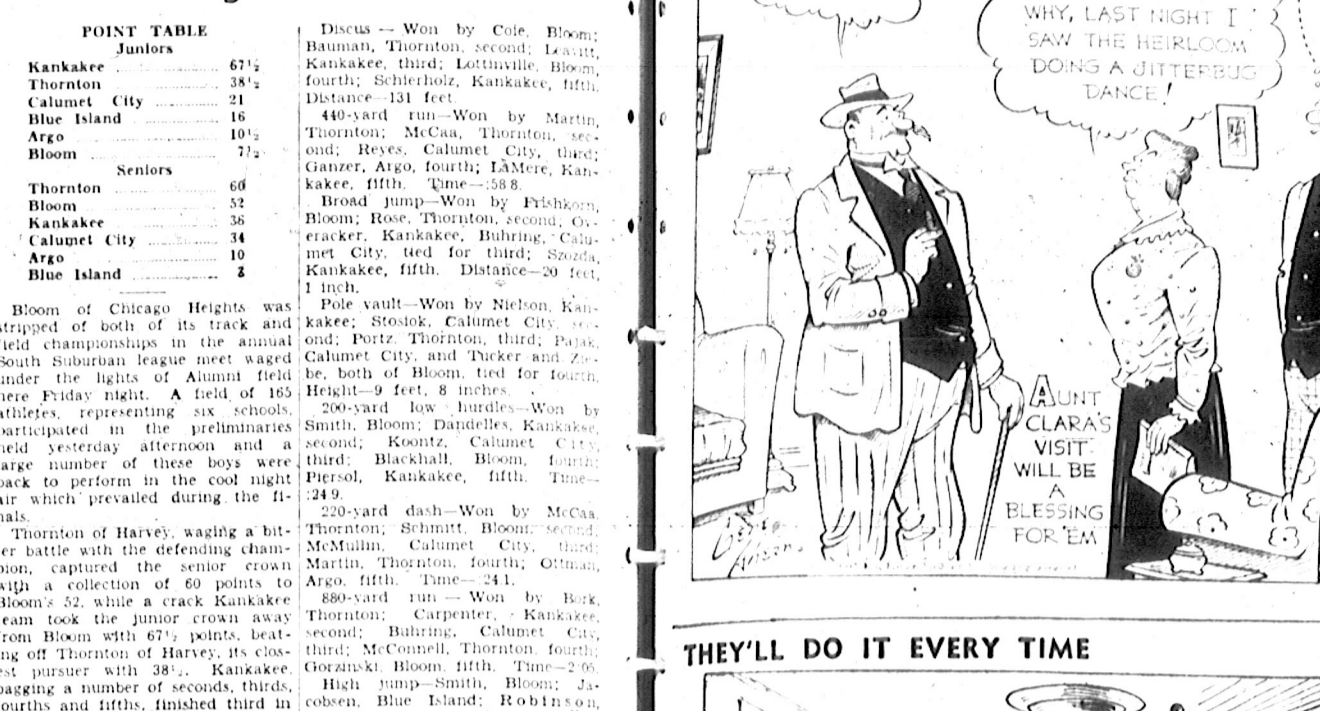 POINT TABLE
Juniors
Kankakee 67½
Thornton 38½
Calumet City 21
Blue Island 16
Argo 10½
Bloom 7½
Seniors
Thornton 60
Bloom 52
Kankakee 36
Calumet City 34
Argo 10
Blue Island
Bloom of Chicago Heights was
stripped of both of its track and
field championships in the annual
South Suburban league meet waged
under the lights of Alumni field
here Friday night. A field of 165
athletes, representing six schools,
participated in the preliminaries
held yesterday afternoon and a
large number of these boys were
back to perform in the cool night
air which prevailed during the fi-
nals.
Thornton of Harvey, waging a bit-
ter battle with the defending cham-
pion, captured the senior crown
with a collection of 60 points to
Bloom's 52, while a crack Kankakee
team took the junior crown away
from Bloom with 67½ points, beat-
ing off Thornton of Harvey, its clos-
est pursuer with 38½. Kankakee,
bagging a number of seconds, thirds,
fourths and fifths, finished third in
Discus — Won by Cole, Bloom;
Bauman, Thornton, second; Leavitt,
Kankakee, third; Lottinville, Bloom,
fourth; Schierholz, Kankakee, fifth.
Distance—131 feet.
440-yard run—Won by Martin,
Thornton; McCaa, Thornton, sec-
ond; Reyes, Calumet City, third;
Ganzer, Argo, fourth; LaMere, Kan-
kakee, fifth. Time—:58 8.
Broad jump—Won by Frishkorn,
Bloom; Rose, Thornton, second; Ov-
eracker, Kankakee, Buhring, Calu-
met City, tied for third; Szozda,
Kankakee, fifth. Distance—20 feet,
1 inch.
Pole vault—Won by Nielson, Kan-
kakee; Stosiok, Calumet City, sec-
ond; Portz, Thornton, third; Pajak,
Calumet City, and Tucker and Zie-
be, both of Bloom, tied for fourth.
Height—9 feet, 8 inches.
200-yard low hurdles—Won by
Smith, Bloom; Dandelles, Kankakee,
second; Koontz, Calumet City,
third; Blackhall, Bloom, fourth;
Piersol, Kankakee, fifth. Time—
:24 9.
220-yard dash—Won by McCaa,
Thornton; Schmitt, Bloom, second;
McMullin, Calumet City, third;
Martin, Thornton, fourth; Ottman,
Argo, fifth. Time—:24.1.
880-yard run — Won by Bork,
Thornton; Carpenter, Kankakee,
second; Buhring, Calumet City,
third; McConnell, Thornton, fourth;
Gorzinski, Bloom, fifth. Time—2:05.
High jump—Smith, Bloom; Ja-
cobsen, Blue Island; Robinson,
WHY, LAST NIGHT I
SAW THE HEIRLOOM
DOING A JITTERBUG
DANCE!
AUNT
CLARA'S
VISIT
WILL BE
A
BLESSING
FOR 'EM
THEY'LL DO IT EVERY TIME